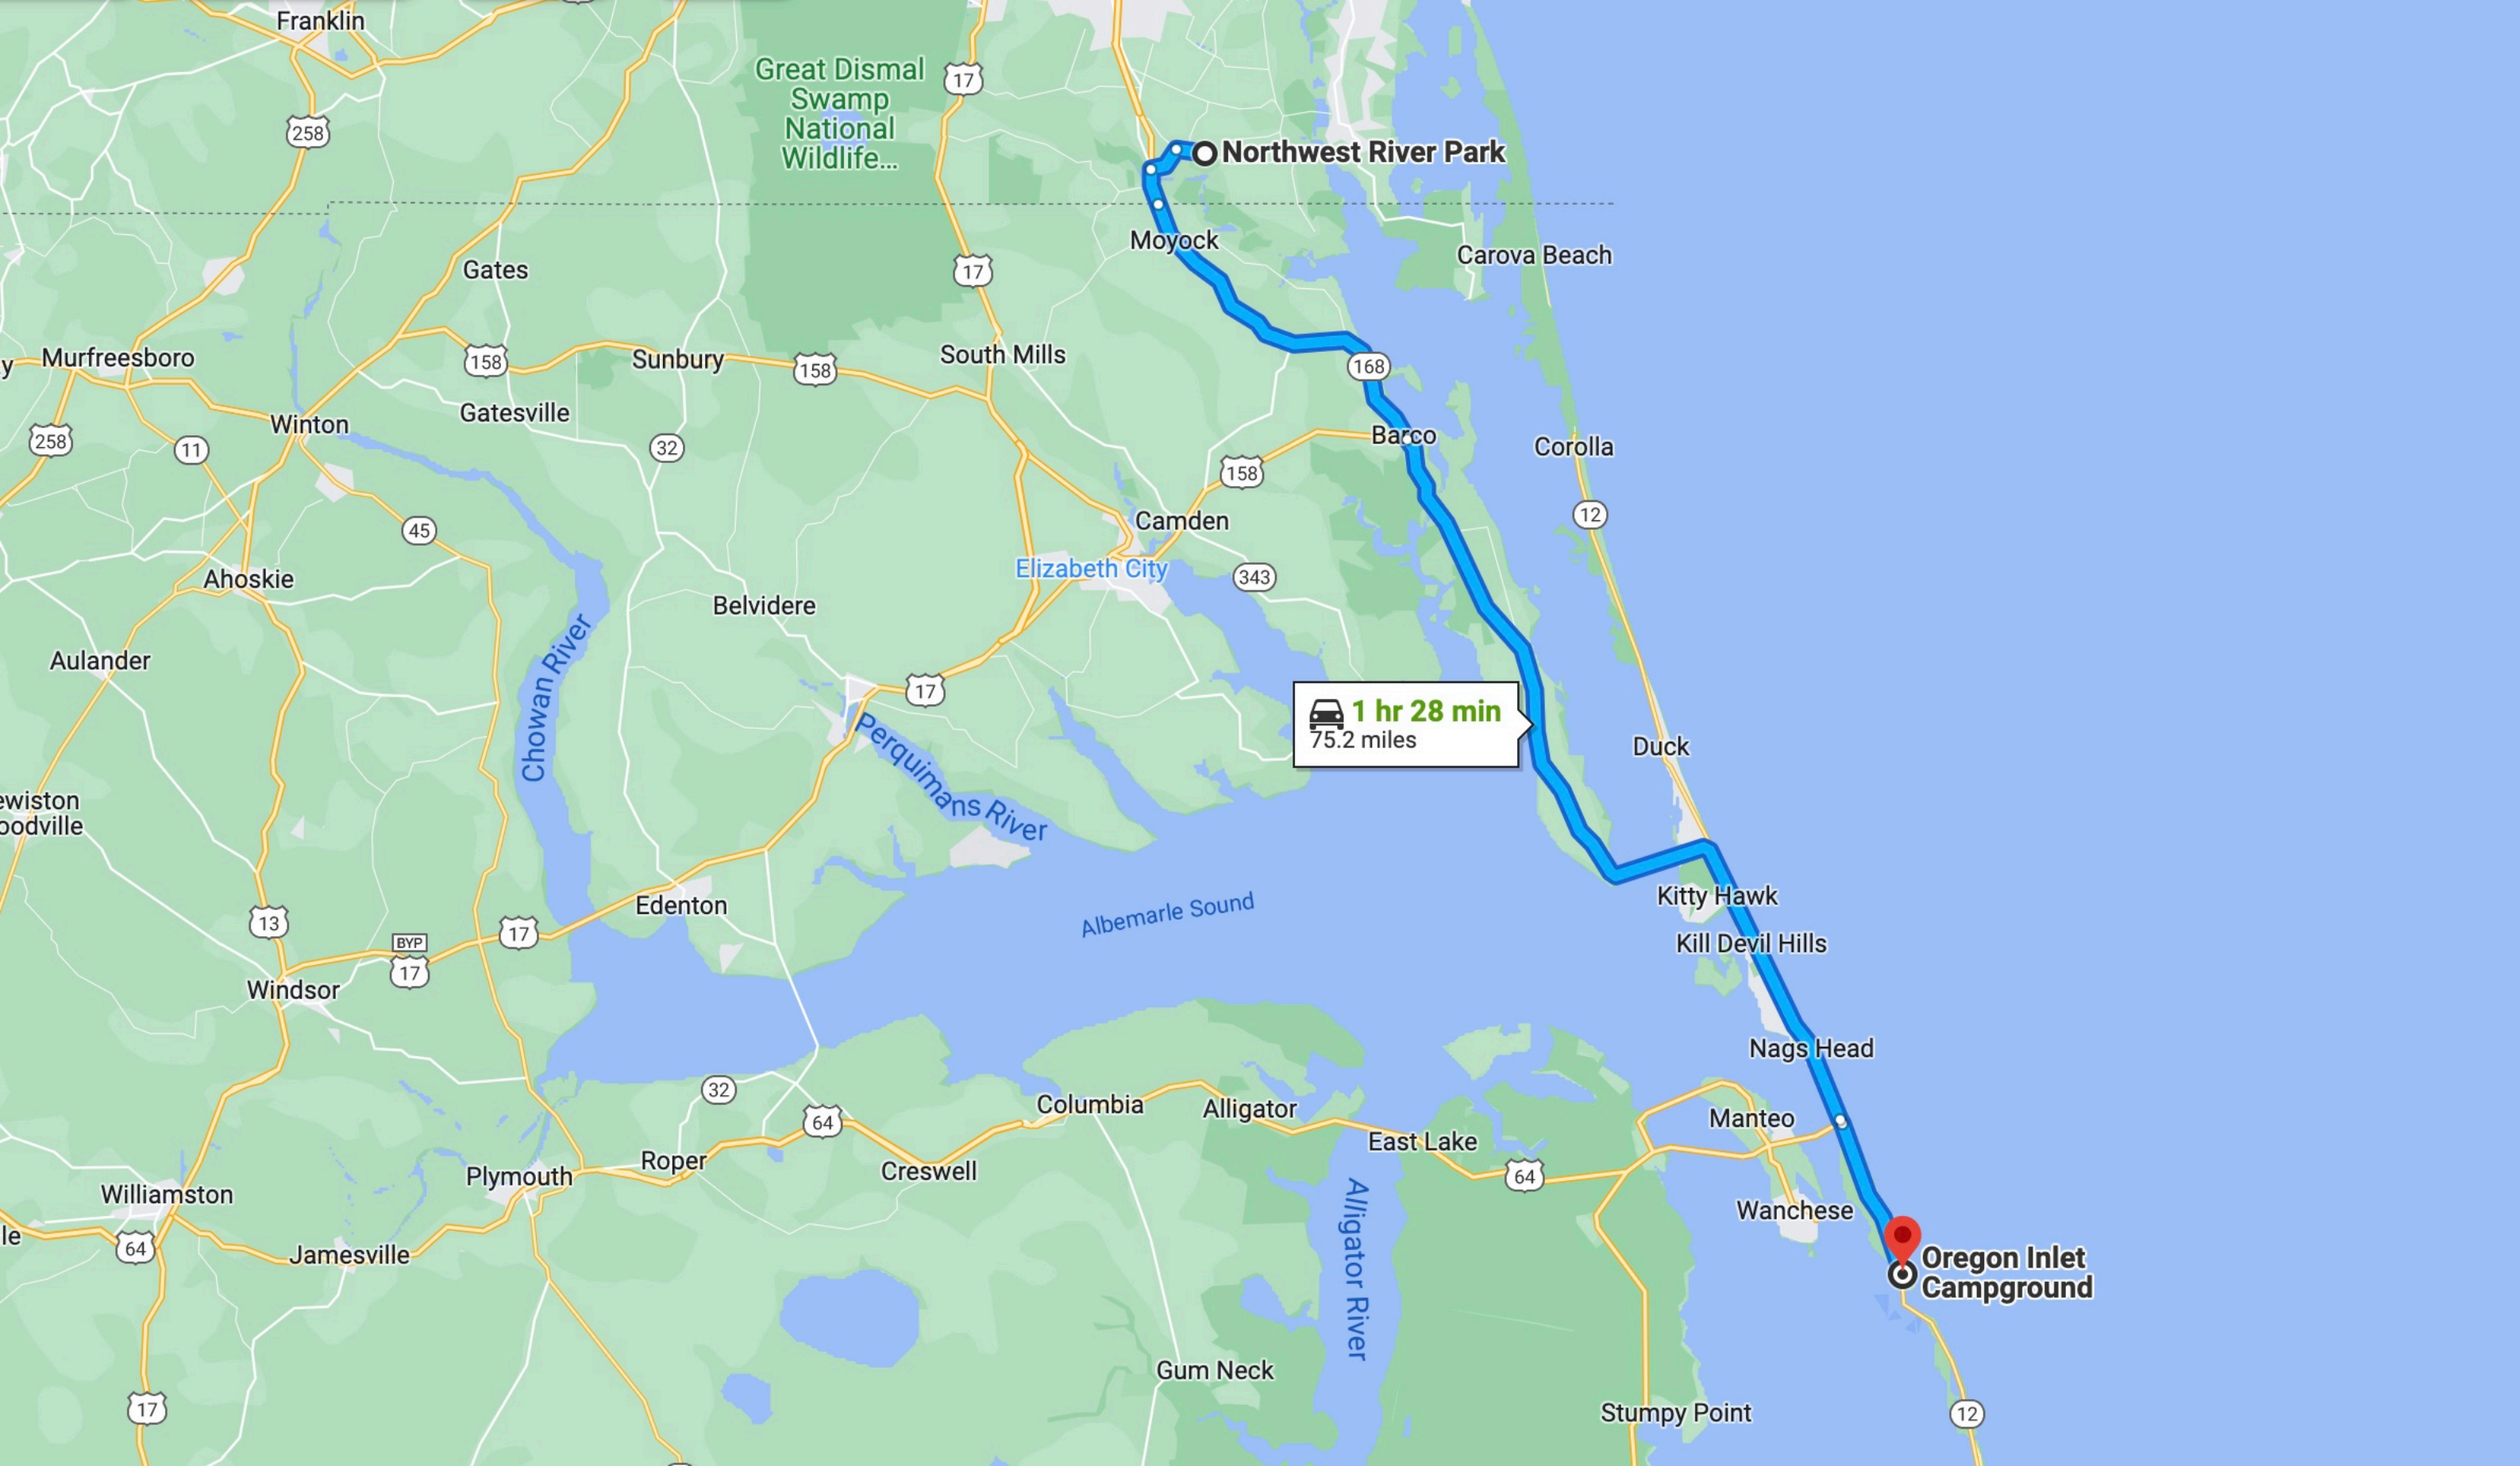 Franklin
Great Dismal
Swamp
National
Wildlife...
17
258
Northwest River Park
Moyock
Carova Beach
Gates
17
Murfreesboro
158
Sunbury
158
South Mills
168
y
Gatesville
Winton
258
11
32
158
Barco
Corolla
12
45
Camden
Ahoskie
Elizabeth City
343
Belvidere
Chowan River
Aulander
17
1 hr 28 min
75.2 miles
Perquimans River
Duck
ewiston
oodville
Edenton
Albemarle Sound
Kitty Hawk
13
BYP
17
17
Kill Devil Hills
Windsor
Nags Head
32
64
Columbia
Alligator
Manteo
East Lake
64
Plymouth
Roper
Creswell
Williamston
Wanchese
le
64
Jamesville
Alligator River
Oregon Inlet
Campground
Gum Neck
17
Stumpy Point
12